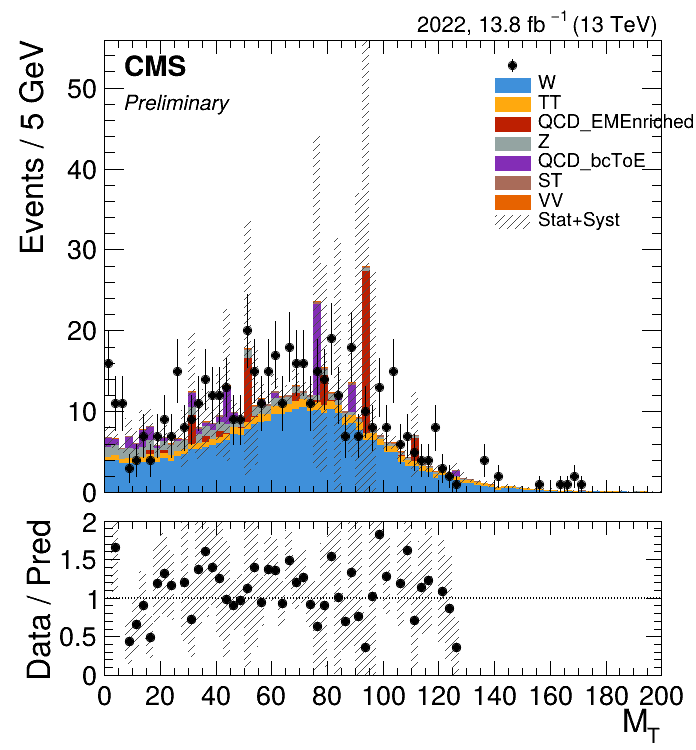 2022, 13.8 fb⁻¹ (13 TeV)
CMS
Preliminary
W
TT
QCD_EMEnriched
Z
QCD_bcToE
ST
VV
Stat+Syst
Events / 5 GeV
50
40
30
20
10
0
Data / Pred
2
1.5
1
0.5
0
0 20 40 60 80 100 120 140 160 180 200
M_T